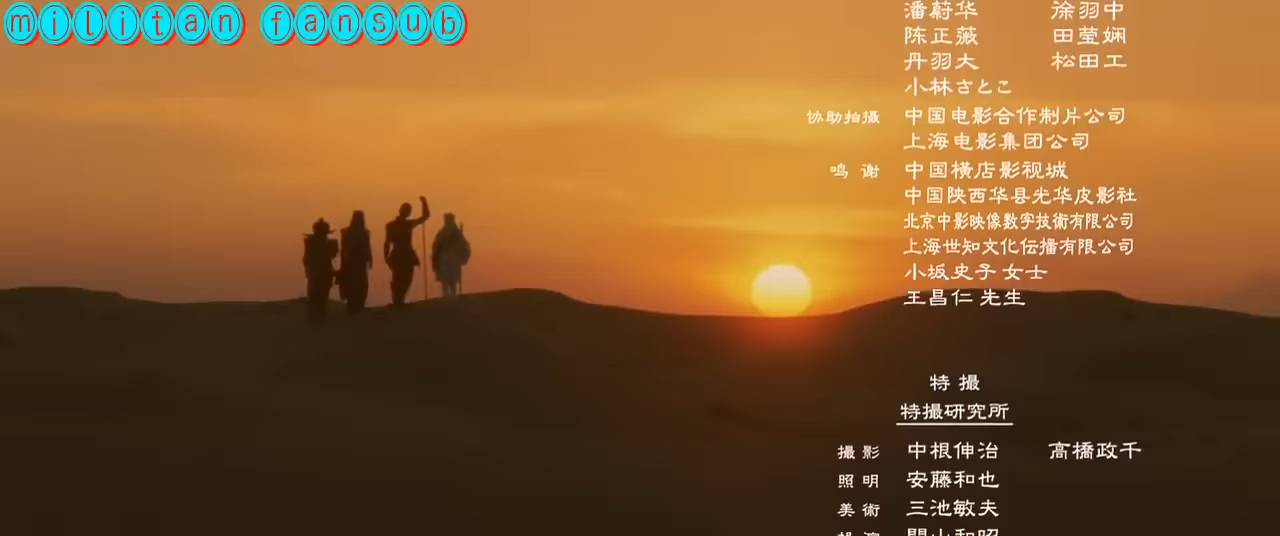 militan fansub
潘蔚华 徐羽中
陈正薇 田莹娴
丹羽大 松田工
小林さとこ
协助拍摄 中国电影合作制片公司
上海电影集团公司
鸣谢 中国横店影视城
中国陕西华县光华皮影社
北京中影映像数字技術有限公司
上海世知文化伝播有限公司
小坂史子 女士
王昌仁 先生
特撮
特撮研究所
撮影 中根伸治 高橋政千
照明 安藤和也
美術 三池敏夫